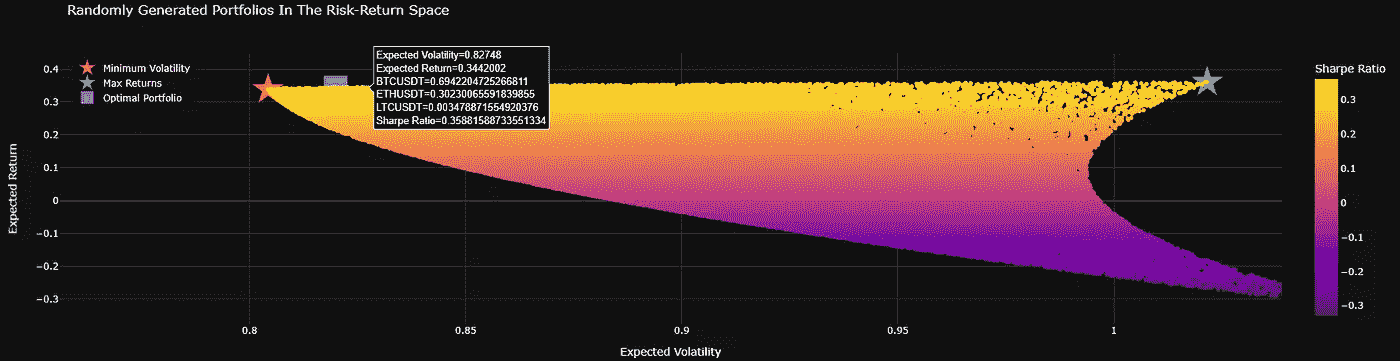 Randomly Generated Portfolios In The Risk-Return Space
Minimum Volatility
Max Returns
Optimal Portfolio
Expected Volatility=0.82748
Expected Return=0.3442002
BTCUSDT=0.6942204725266811
ETHUSDT=0.30230065591839855
LTCUSDT=0.003478871554920376
Sharpe Ratio=0.35881588733551334
Sharpe Ratio
0.3
0.2
0.1
0
−0.1
−0.2
−0.3
Expected Return
0.4
0.3
0.2
0.1
0
−0.1
−0.2
−0.3
0.8
0.85
0.9
0.95
1
Expected Volatility